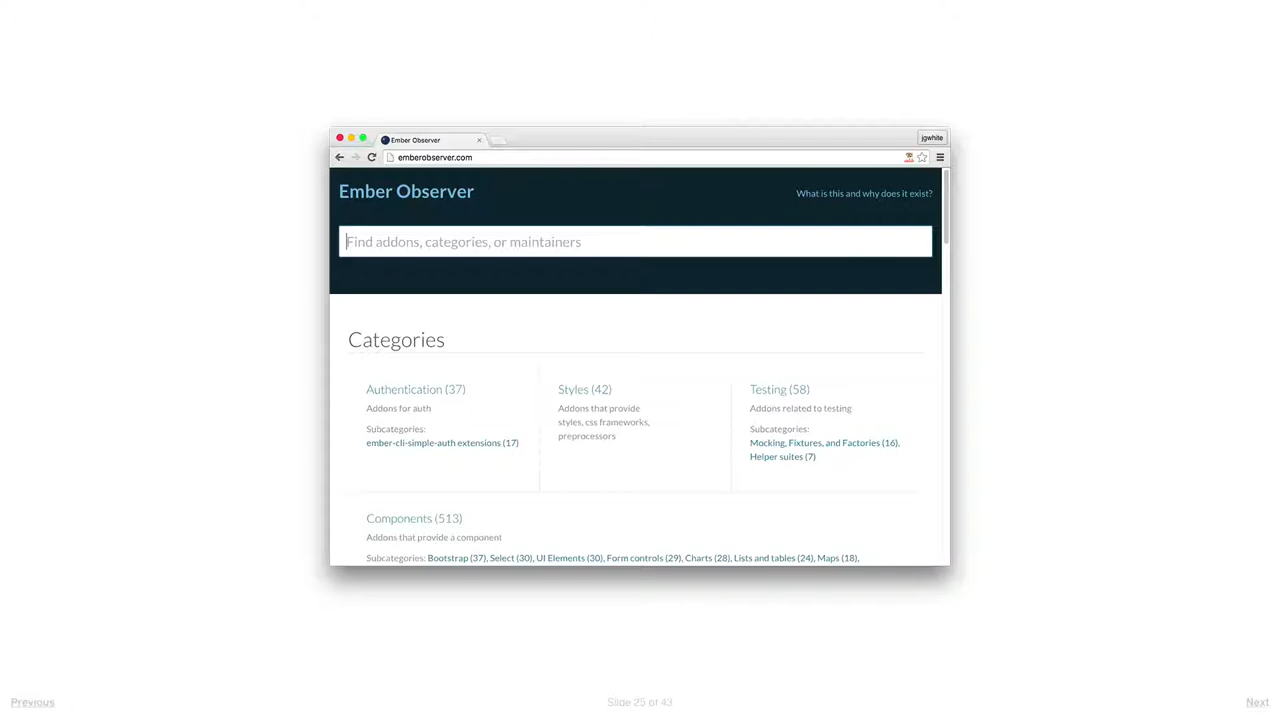 Ember Observer
jgwhite
emberobserver.com
Ember Observer
What is this and why does it exist?
Find addons, categories, or maintainers
Categories
Authentication (37)
Addons for auth
Subcategories:
ember-cli-simple-auth extensions (17)
Styles (42)
Addons that provide
styles, css frameworks,
preprocessors
Testing (58)
Addons related to testing
Subcategories:
Mocking, Fixtures, and Factories (16),
Helper suites (7)
Components (513)
Addons that provide a component
Subcategories: Bootstrap (37), Select (30), UI Elements (30), Form controls (29), Charts (28), Lists and tables (24), Maps (18),
Previous
Slide 25 of 43
Next